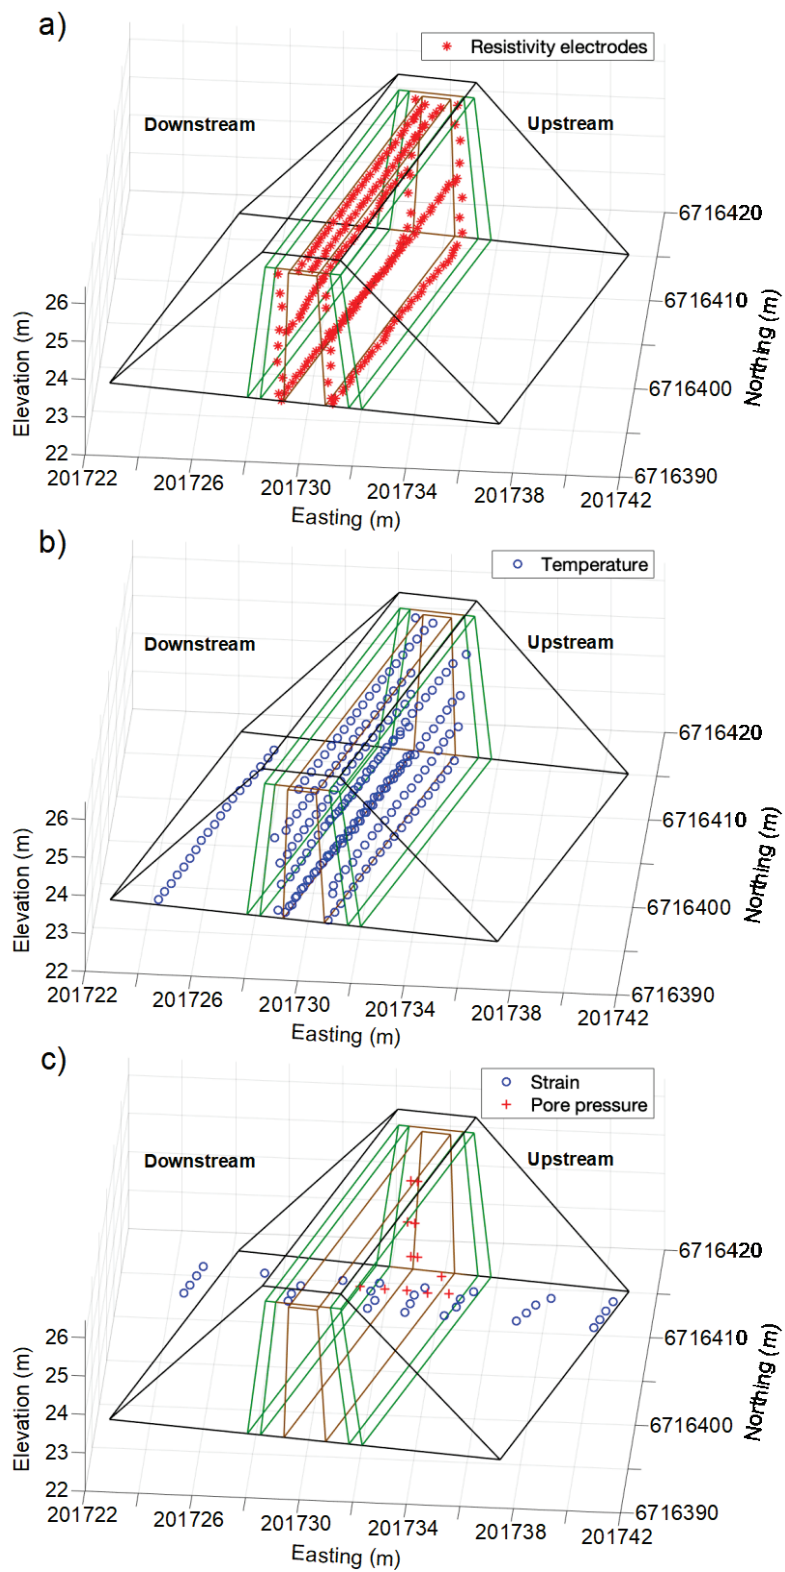 a)
Resistivity electrodes
Downstream
Upstream
6716420
6716410
6716400
6716390
Northing (m)
26
25
24
23
22
Elevation (m)
201722
201726
201730
201734
201738
201742
Easting (m)
b)
Temperature
Downstream
Upstream
6716420
6716410
6716400
6716390
Northing (m)
26
25
24
23
22
Elevation (m)
201722
201726
201730
201734
201738
201742
Easting (m)
c)
Strain
Pore pressure
Downstream
Upstream
6716420
6716410
6716400
6716390
Northing (m)
26
25
24
23
22
Elevation (m)
201722
201726
201730
201734
201738
201742
Easting (m)